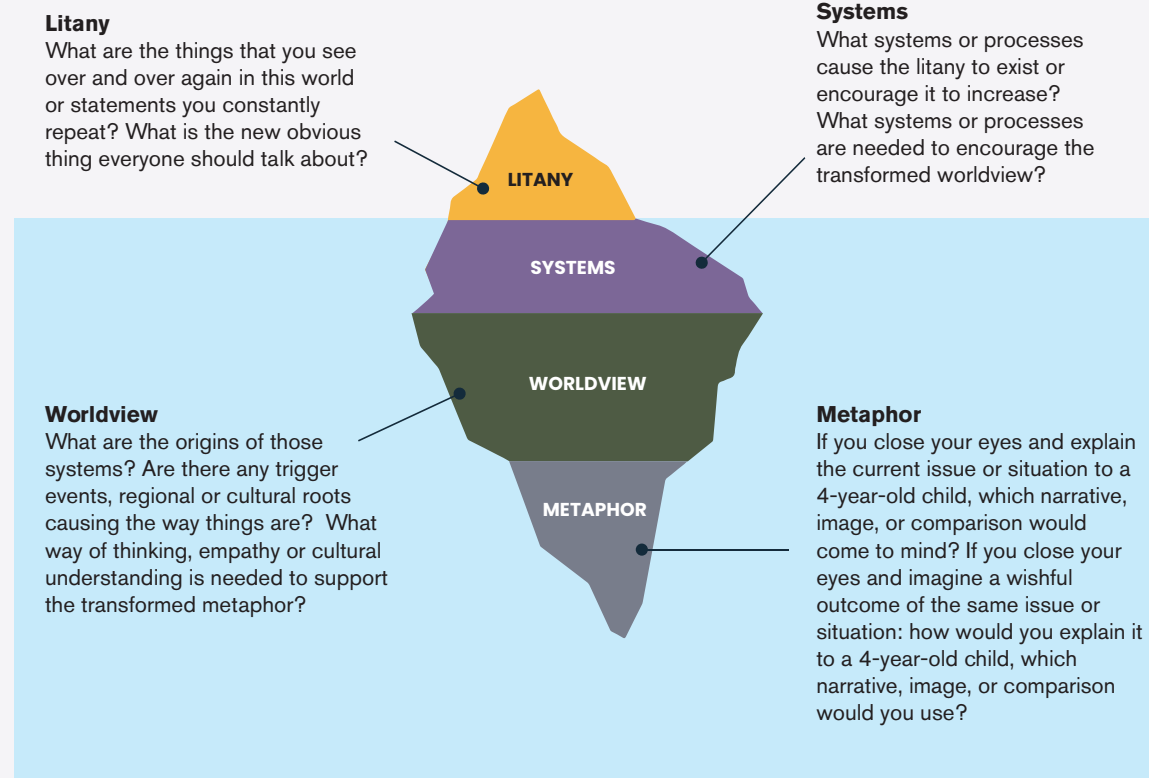 Litany
What are the things that you see
over and over again in this world
or statements you constantly
repeat? What is the new obvious
thing everyone should talk about?
Systems
What systems or processes
cause the litany to exist or
encourage it to increase?
What systems or processes
are needed to encourage the
transformed worldview?
LITANY
SYSTEMS
WORLDVIEW
METAPHOR
Worldview
What are the origins of those
systems? Are there any trigger
events, regional or cultural roots
causing the way things are?  What
way of thinking, empathy or cultural
understanding is needed to support
the transformed metaphor?
Metaphor
If you close your eyes and explain
the current issue or situation to a
4-year-old child, which narrative,
image, or comparison would
come to mind? If you close your
eyes and imagine a wishful
outcome of the same issue or
situation: how would you explain it
to a 4-year-old child, which
narrative, image, or comparison
would you use?